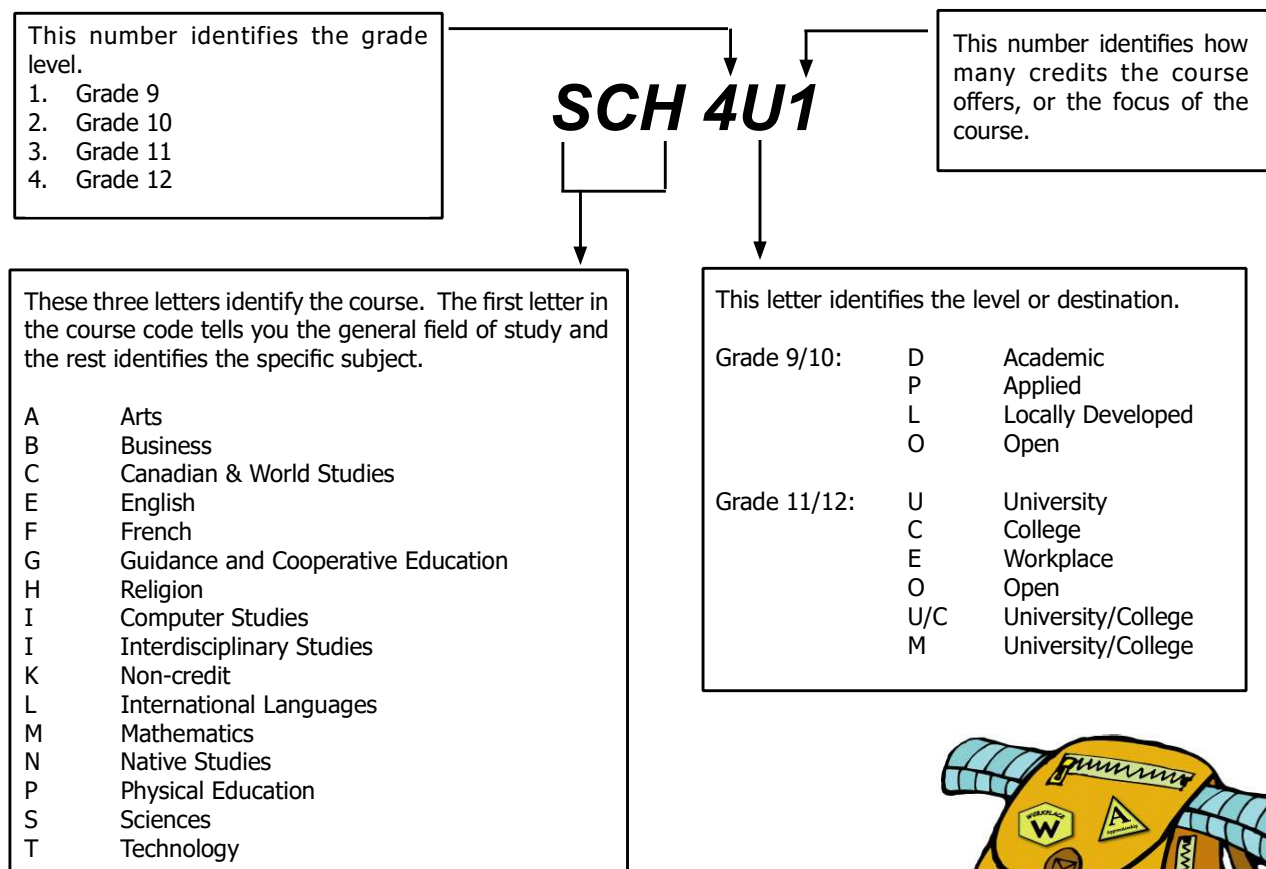 This number identifies the grade
level.
1. Grade 9
2. Grade 10
3. Grade 11
4. Grade 12
SCH 4U1
This number identifies how
many credits the course
offers, or the focus of the
course.
These three letters identify the course. The first letter in
the course code tells you the general field of study and
the rest identifies the specific subject.
A Arts
B Business
C Canadian & World Studies
E English
F French
G Guidance and Cooperative Education
H Religion
I Computer Studies
I Interdisciplinary Studies
K Non-credit
L International Languages
M Mathematics
N Native Studies
P Physical Education
S Sciences
T Technology
This letter identifies the level or destination.
Grade 9/10: D Academic
P Applied
L Locally Developed
O Open
Grade 11/12: U University
C College
E Workplace
O Open
U/C University/College
M University/College
WORKPLACE
W
A
Apprenticeship